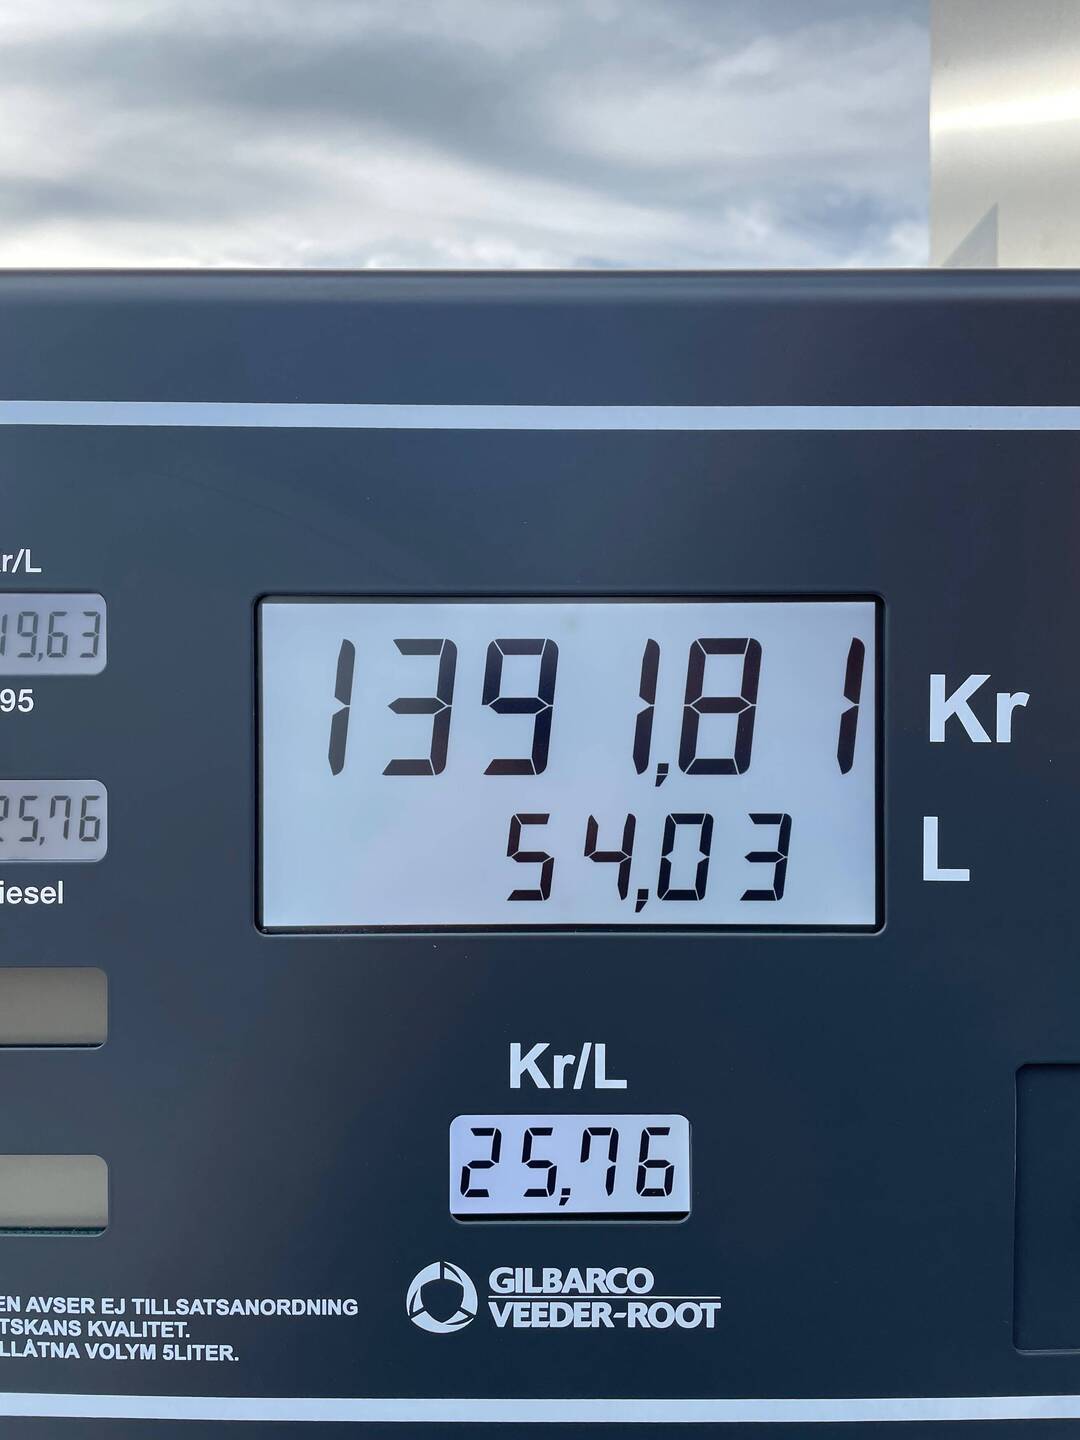 r/L
19,63
95
25,76
iesel
1391,81 Kr
54,03 L
Kr/L
25,76
GILBARCO
VEEDER-ROOT
EN AVSER EJ TILLSATSANORDNING
TSKANS KVALITET.
LLÅTNA VOLYM 5LITER.